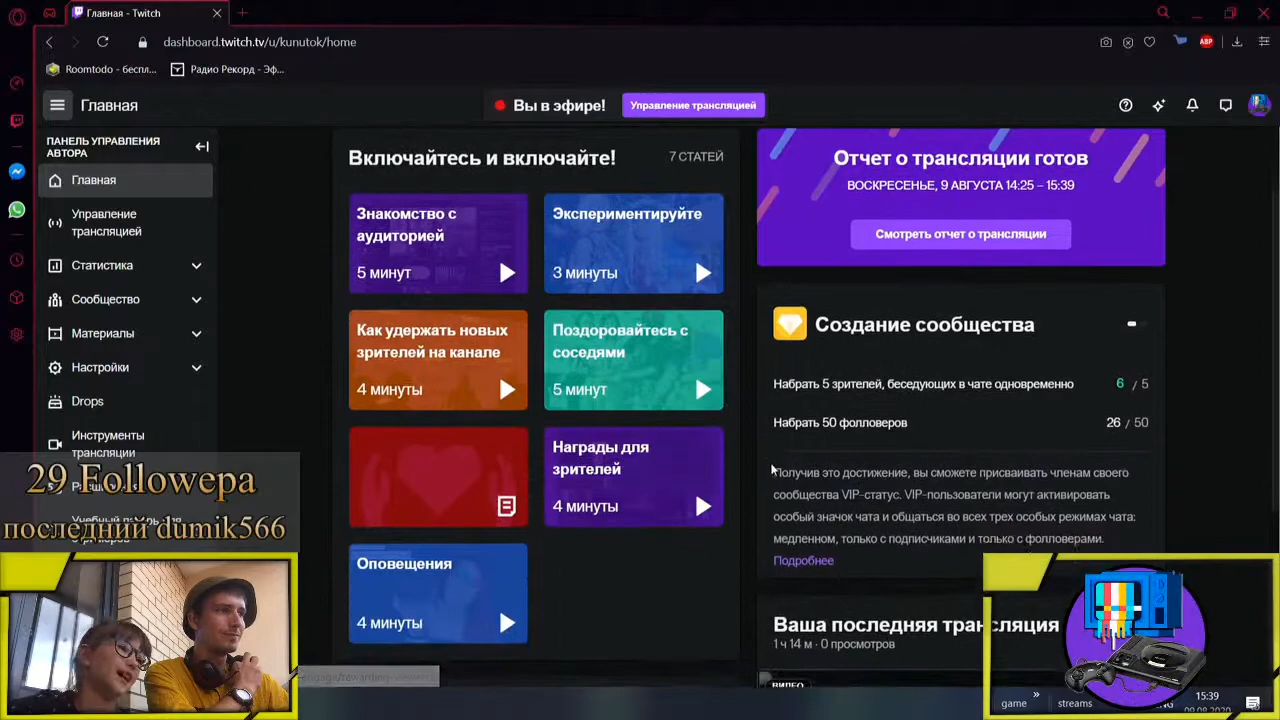 Главная - Twitch
dashboard.twitch.tv/u/kunutok/home
ABP
Roomtodo - беспл...
Радио Рекорд - Эф...
Главная
Вы в эфире!
Управление трансляцией
ПАНЕЛЬ УПРАВЛЕНИЯ
АВТОРА
Главная
Управление
трансляцией
Статистика
Сообщество
Материалы
Настройки
Drops
Инструменты
трансляции
29 Followера
последний dumik566
Включайтесь и включайте!
7 СТАТЕЙ
Знакомство с
аудиторией
5 минут
Экспериментируйте
3 минуты
Как удержать новых
зрителей на канале
4 минуты
Поздоровайтесь с
соседями
5 минут
Награды для
зрителей
4 минуты
Оповещения
4 минуты
Отчет о трансляции готов
ВОСКРЕСЕНЬЕ, 9 АВГУСТА 14:25 – 15:39
Смотреть отчет о трансляции
Создание сообщества
Набрать 5 зрителей, беседующих в чате одновременно
6 / 5
Набрать 50 фолловеров
26 / 50
Получив это достижение, вы сможете присваивать членам своего
сообщества VIP-статус. VIP-пользователи могут активировать
особый значок чата и общаться во всех трех особых режимах чата:
медленном, только с подписчиками и только с фолловерами.
Подробнее
Ваша последняя трансляция
1 ч 14 м · 0 просмотров
ВИДЕО
game
streams
15:39
09.08.2020